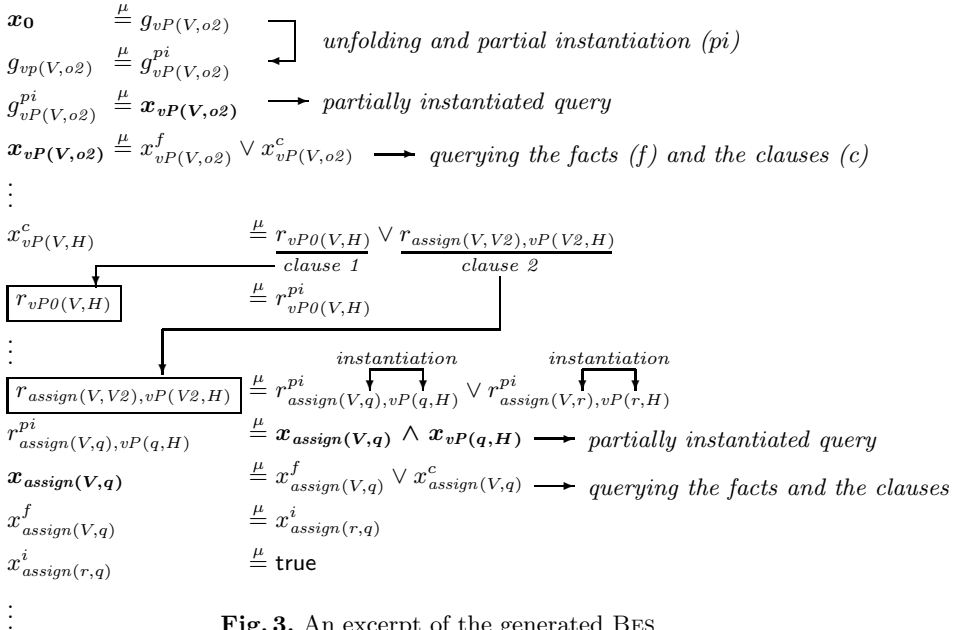 x_0 =^μ g_{vP(V,o2)}
unfolding and partial instantiation (pi)
g_{vp(V,o2)} =^μ g^{pi}_{vP(V,o2)}
g^{pi}_{vP(V,o2)} =^μ x_{vP(V,o2)} → partially instantiated query
x_{vP(V,o2)} =^μ x^f_{vP(V,o2)} ∨ x^c_{vP(V,o2)} → querying the facts (f) and the clauses (c)
⋮
x^c_{vP(V,H)} =^μ r_{vP0(V,H)} ∨ r_{assign(V,V2),vP(V2,H)}
clause 1 clause 2
r_{vP0(V,H)} =^μ r^{pi}_{vP0(V,H)}
⋮
instantiation instantiation
r_{assign(V,V2),vP(V2,H)} =^μ r^{pi}_{assign(V,q),vP(q,H)} ∨ r^{pi}_{assign(V,r),vP(r,H)}
r^{pi}_{assign(V,q),vP(q,H)} =^μ x_{assign(V,q)} ∧ x_{vP(q,H)} → partially instantiated query
x_{assign(V,q)} =^μ x^f_{assign(V,q)} ∨ x^c_{assign(V,q)} → querying the facts and the clauses
x^f_{assign(V,q)} =^μ x^i_{assign(r,q)}
x^i_{assign(r,q)} =^μ true
⋮
Fig. 3. An excerpt of the generated BES